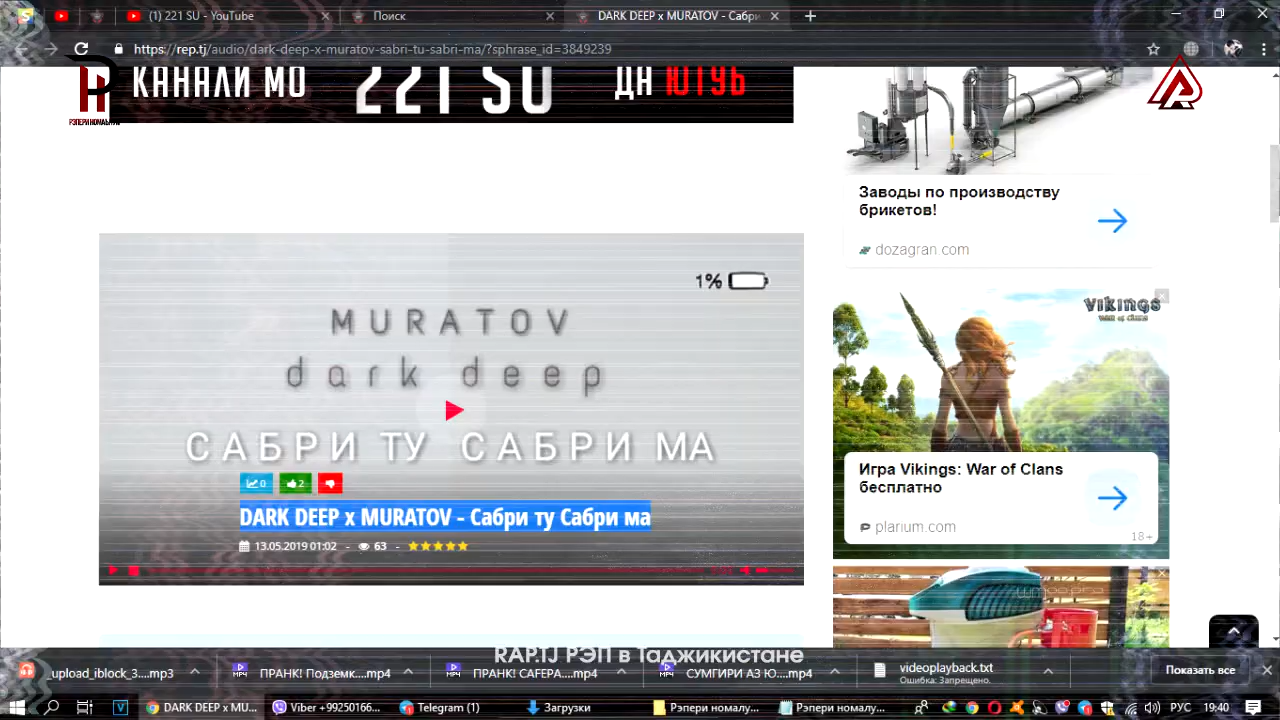 (1) 221 SU - YouTube
Поиск
DARK DEEP x MURATOV - Сабри
https://rep.tj/audio/dark-deep-x-muratov-sabri-tu-sabri-ma/?sphrase_id=3849239
КАНАЛИ МО 221 SU ДН ЮТУБ
Заводы по производству
брикетов!
dozagran.com
1%
MURATOV
dark deep
САБРИ ТУ САБРИ МА
0 2
DARK DEEP x MURATOV - Сабри ту Сабри ма
13.05.2019 01:02 - 63 -
VIKINGS
WAR OF CLANS
Игра Vikings: War of Clans
бесплатно
plarium.com
18+
RAP.TJ РЭП в Таджикистане
upload_iblock_3....mp3
ПРАНК! Подземк....mp4
ПРАНК! САФЕРА....mp4
СУМГИРИ АЗ Ю....mp4
videoplayback.txt
Ошибка: Запрещено.
Показать все
DARK DEEP x MU...
Viber +99250166...
Telegram (1)
Загрузки
Рэпери номалу...
Рэпери номалу...
РУС
19:40